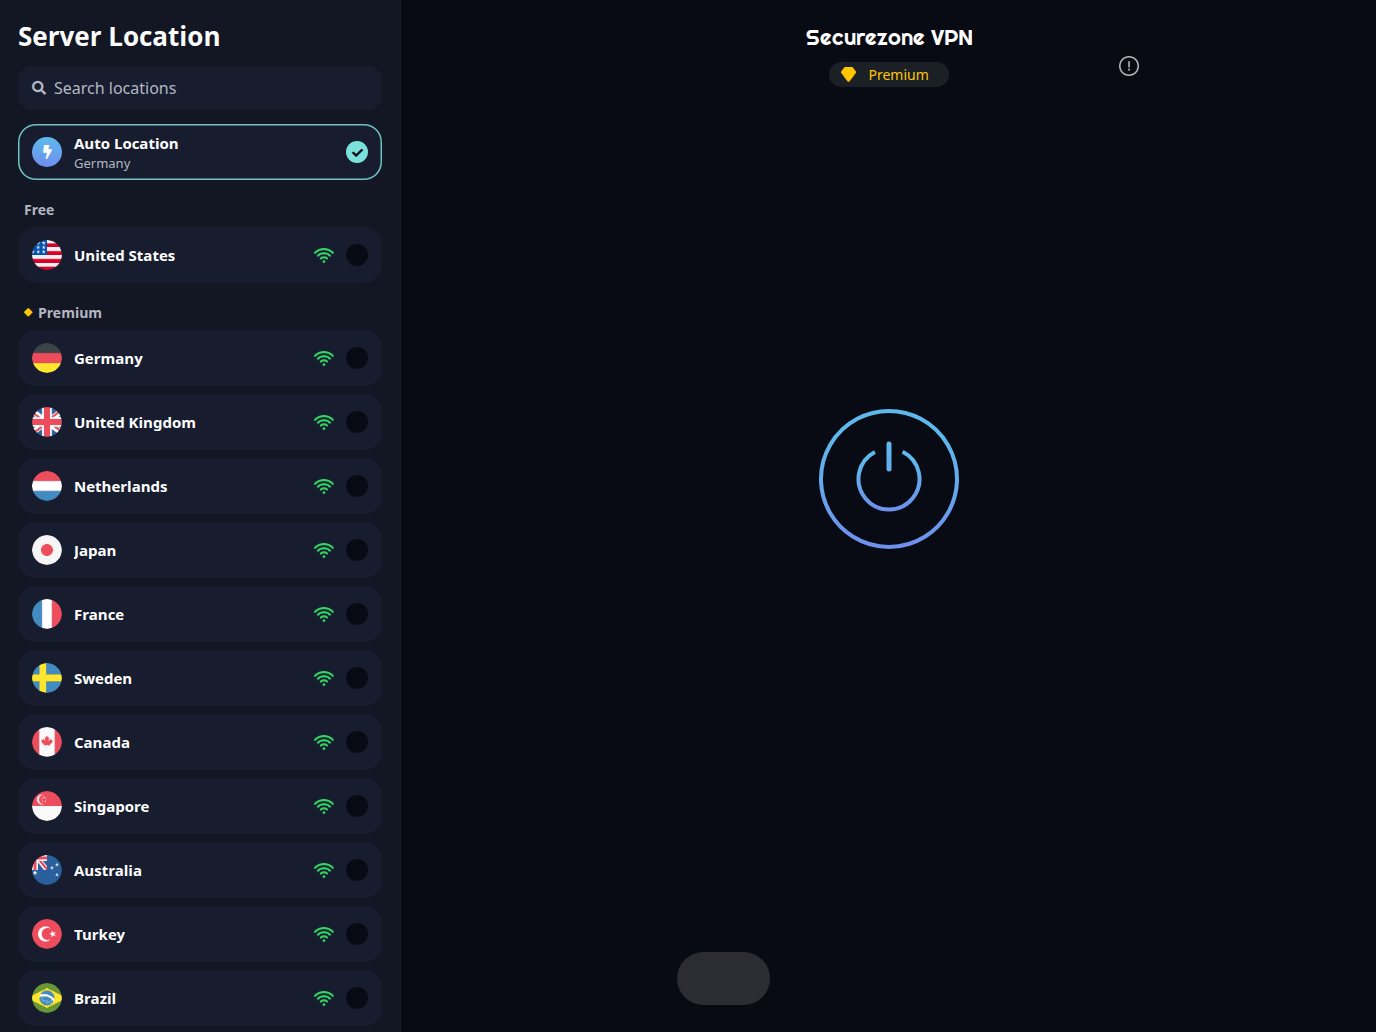 Server Location
Search locations
Auto Location
Germany
Free
United States
Premium
Germany
United Kingdom
Netherlands
Japan
France
Sweden
Canada
Singapore
Australia
Turkey
Brazil
Securezone VPN
Premium